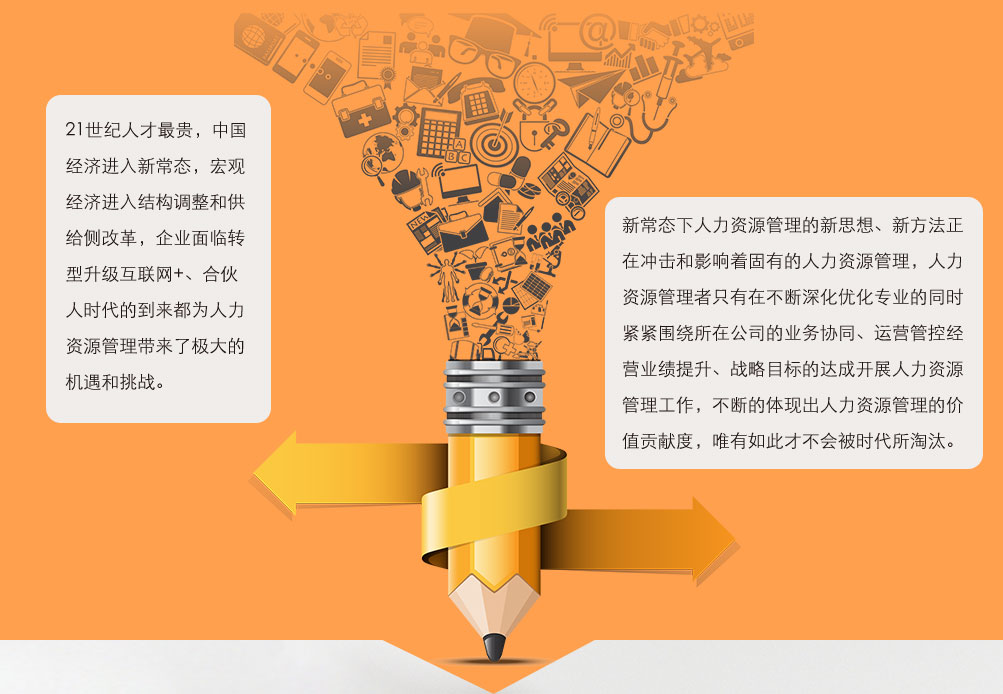 21世纪人才最贵，中国
经济进入新常态，宏观
经济进入结构调整和供
给侧改革，企业面临转
型升级互联网+、合伙
人时代的到来都为人力
资源管理带来了极大的
机遇和挑战。
新常态下人力资源管理的新思想、新方法正
在冲击和影响着固有的人力资源管理，人力
资源管理者只有在不断深化优化专业的同时
紧紧围绕所在公司的业务协同、运营管控经
营业绩提升、战略目标的达成开展人力资源
管理工作，不断的体现出人力资源管理的价
值贡献度，唯有如此才不会被时代所淘汰。
@
A
B C
NEWS